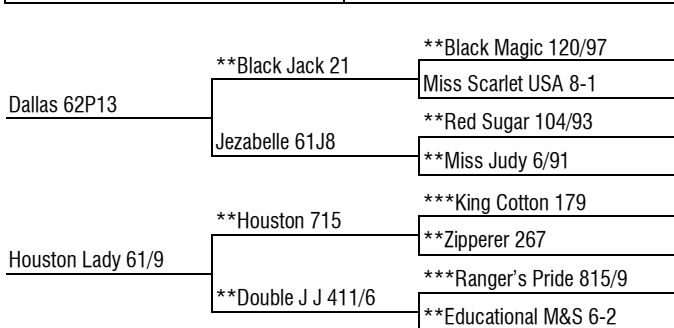 **Black Magic 120/97
**Black Jack 21
Miss Scarlet USA 8-1
Dallas 62P13
**Red Sugar 104/93
Jezabelle 61J8
**Miss Judy 6/91
***King Cotton 179
**Houston 715
**Zipperer 267
Houston Lady 61/9
***Ranger's Pride 815/9
**Double J J 411/6
**Educational M&S 6-2